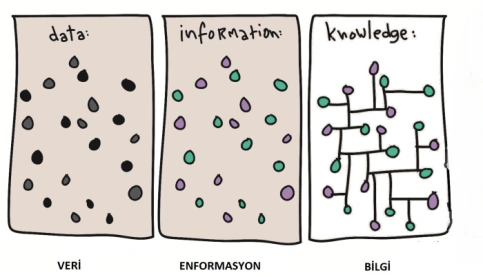 data:
information:
knowledge:
VERİ
ENFORMASYON
BİLGİ